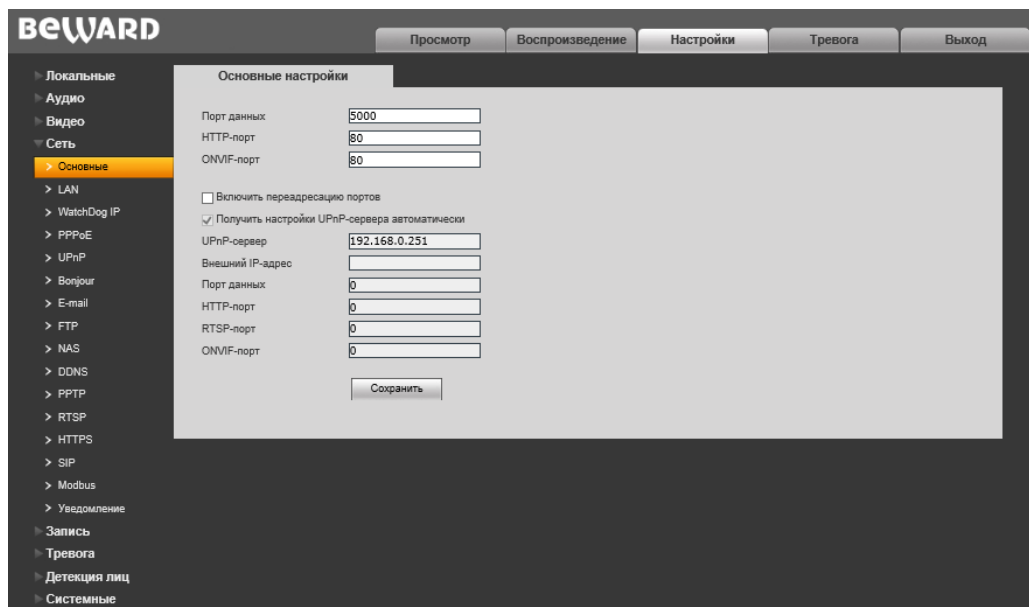 BEWARD
Просмотр
Воспроизведение
Настройки
Тревога
Выход
Локальные
Аудио
Видео
Сеть
Основные
LAN
WatchDog IP
PPPoE
UPnP
Bonjour
E-mail
FTP
NAS
DDNS
PPTP
RTSP
HTTPS
SIP
Modbus
Уведомление
Запись
Тревога
Детекция лиц
Системные
Основные настройки
Порт данных 5000
HTTP-порт 80
ONVIF-порт 80
Включить переадресацию портов
Получить настройки UPnP-сервера автоматически
UPnP-сервер 192.168.0.251
Внешний IP-адрес
Порт данных 0
HTTP-порт 0
RTSP-порт 0
ONVIF-порт 0
Сохранить